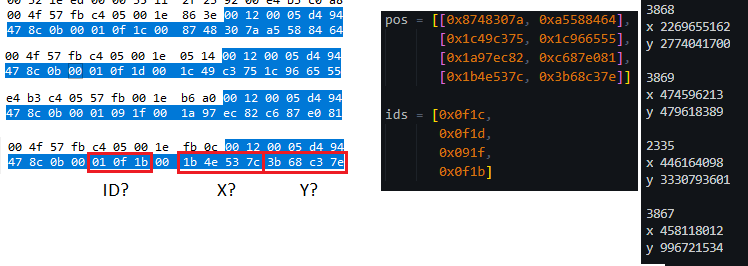 00 4f 57 fb c4 05 00 1e 86 3e 00 12 00 05 d4 94
47 8c 0b 00 01 0f 1c 00 87 48 30 7a a5 58 84 64
00 4f 57 fb c4 05 00 1e 05 14 00 12 00 05 d4 94
47 8c 0b 00 01 0f 1d 00 1c 49 c3 75 1c 96 65 55
e4 b3 c4 05 57 fb 00 1e b6 a0 00 12 00 05 d4 94
47 8c 0b 00 01 09 1f 00 1a 97 ec 82 c6 87 e0 81
00 4f 57 fb c4 05 00 1e fb 0c 00 12 00 05 d4 94
47 8c 0b 00 01 0f 1b 00 1b 4e 53 7c 3b 68 c3 7e
ID? X? Y?
pos = [[0x8748307a, 0xa5588464],
[0x1c49c375, 0x1c966555],
[0x1a97ec82, 0xc687e081],
[0x1b4e537c, 0x3b68c37e]]
ids = [0x0f1c,
0x0f1d,
0x091f,
0x0f1b]
3868
x 2269655162
x 2774041700
3869
x 474596213
y 479618389
2335
x 446164098
y 3330793601
3867
x 458118012
y 996721534